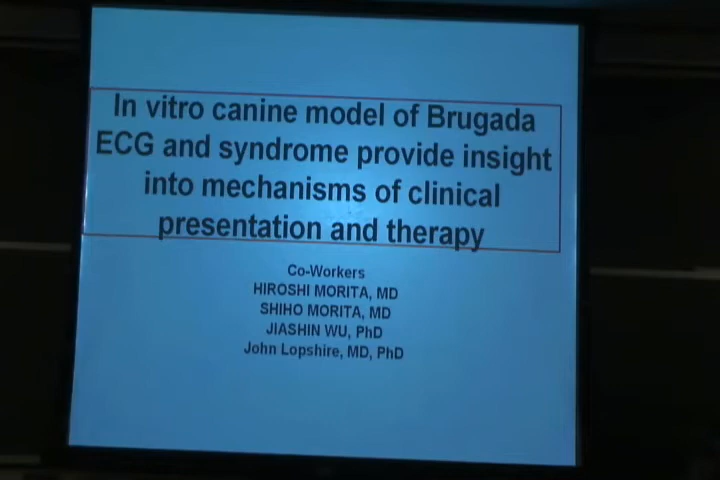 In vitro canine model of Brugada
ECG and syndrome provide insight
into mechanisms of clinical
presentation and therapy
Co-Workers
HIROSHI MORITA, MD
SHIHO MORITA, MD
JIASHIN WU, PhD
John Lopshire, MD, PhD